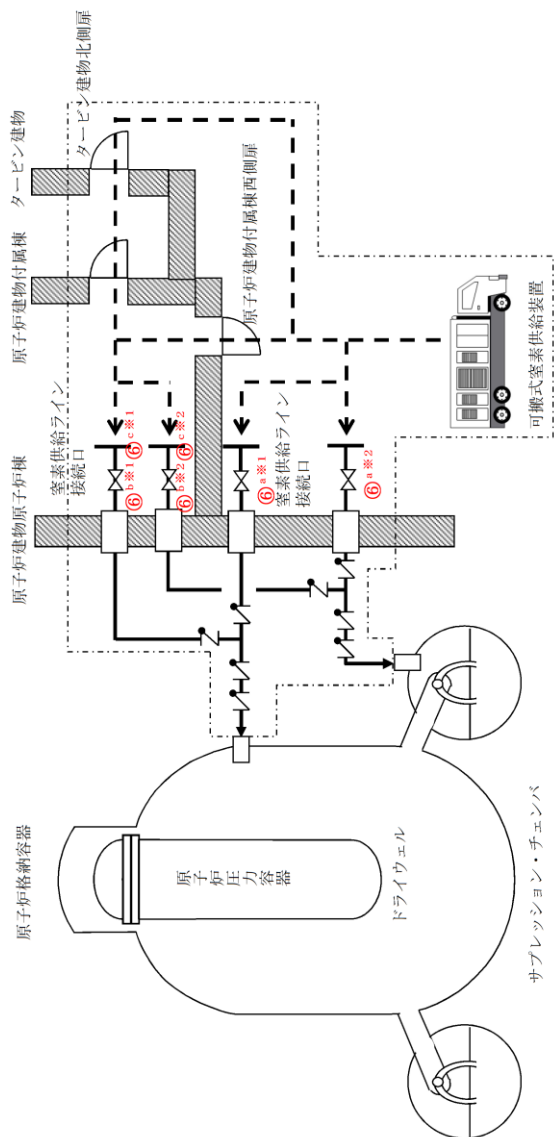 原子炉格納容器
原子炉建物原子炉棟
原子炉建物付属棟
タービン建物
タービン建物北側扉
窒素供給ライン
接続口
⑥b※1
⑥c※1
⑥b※2
⑥c※2
原子炉建物付属棟西側扉
⑥a※1
窒素供給ライン
接続口
⑥a※2
原子炉圧力容器
ドライウェル
サプレッション・チェンバ
可搬式窒素供給装置